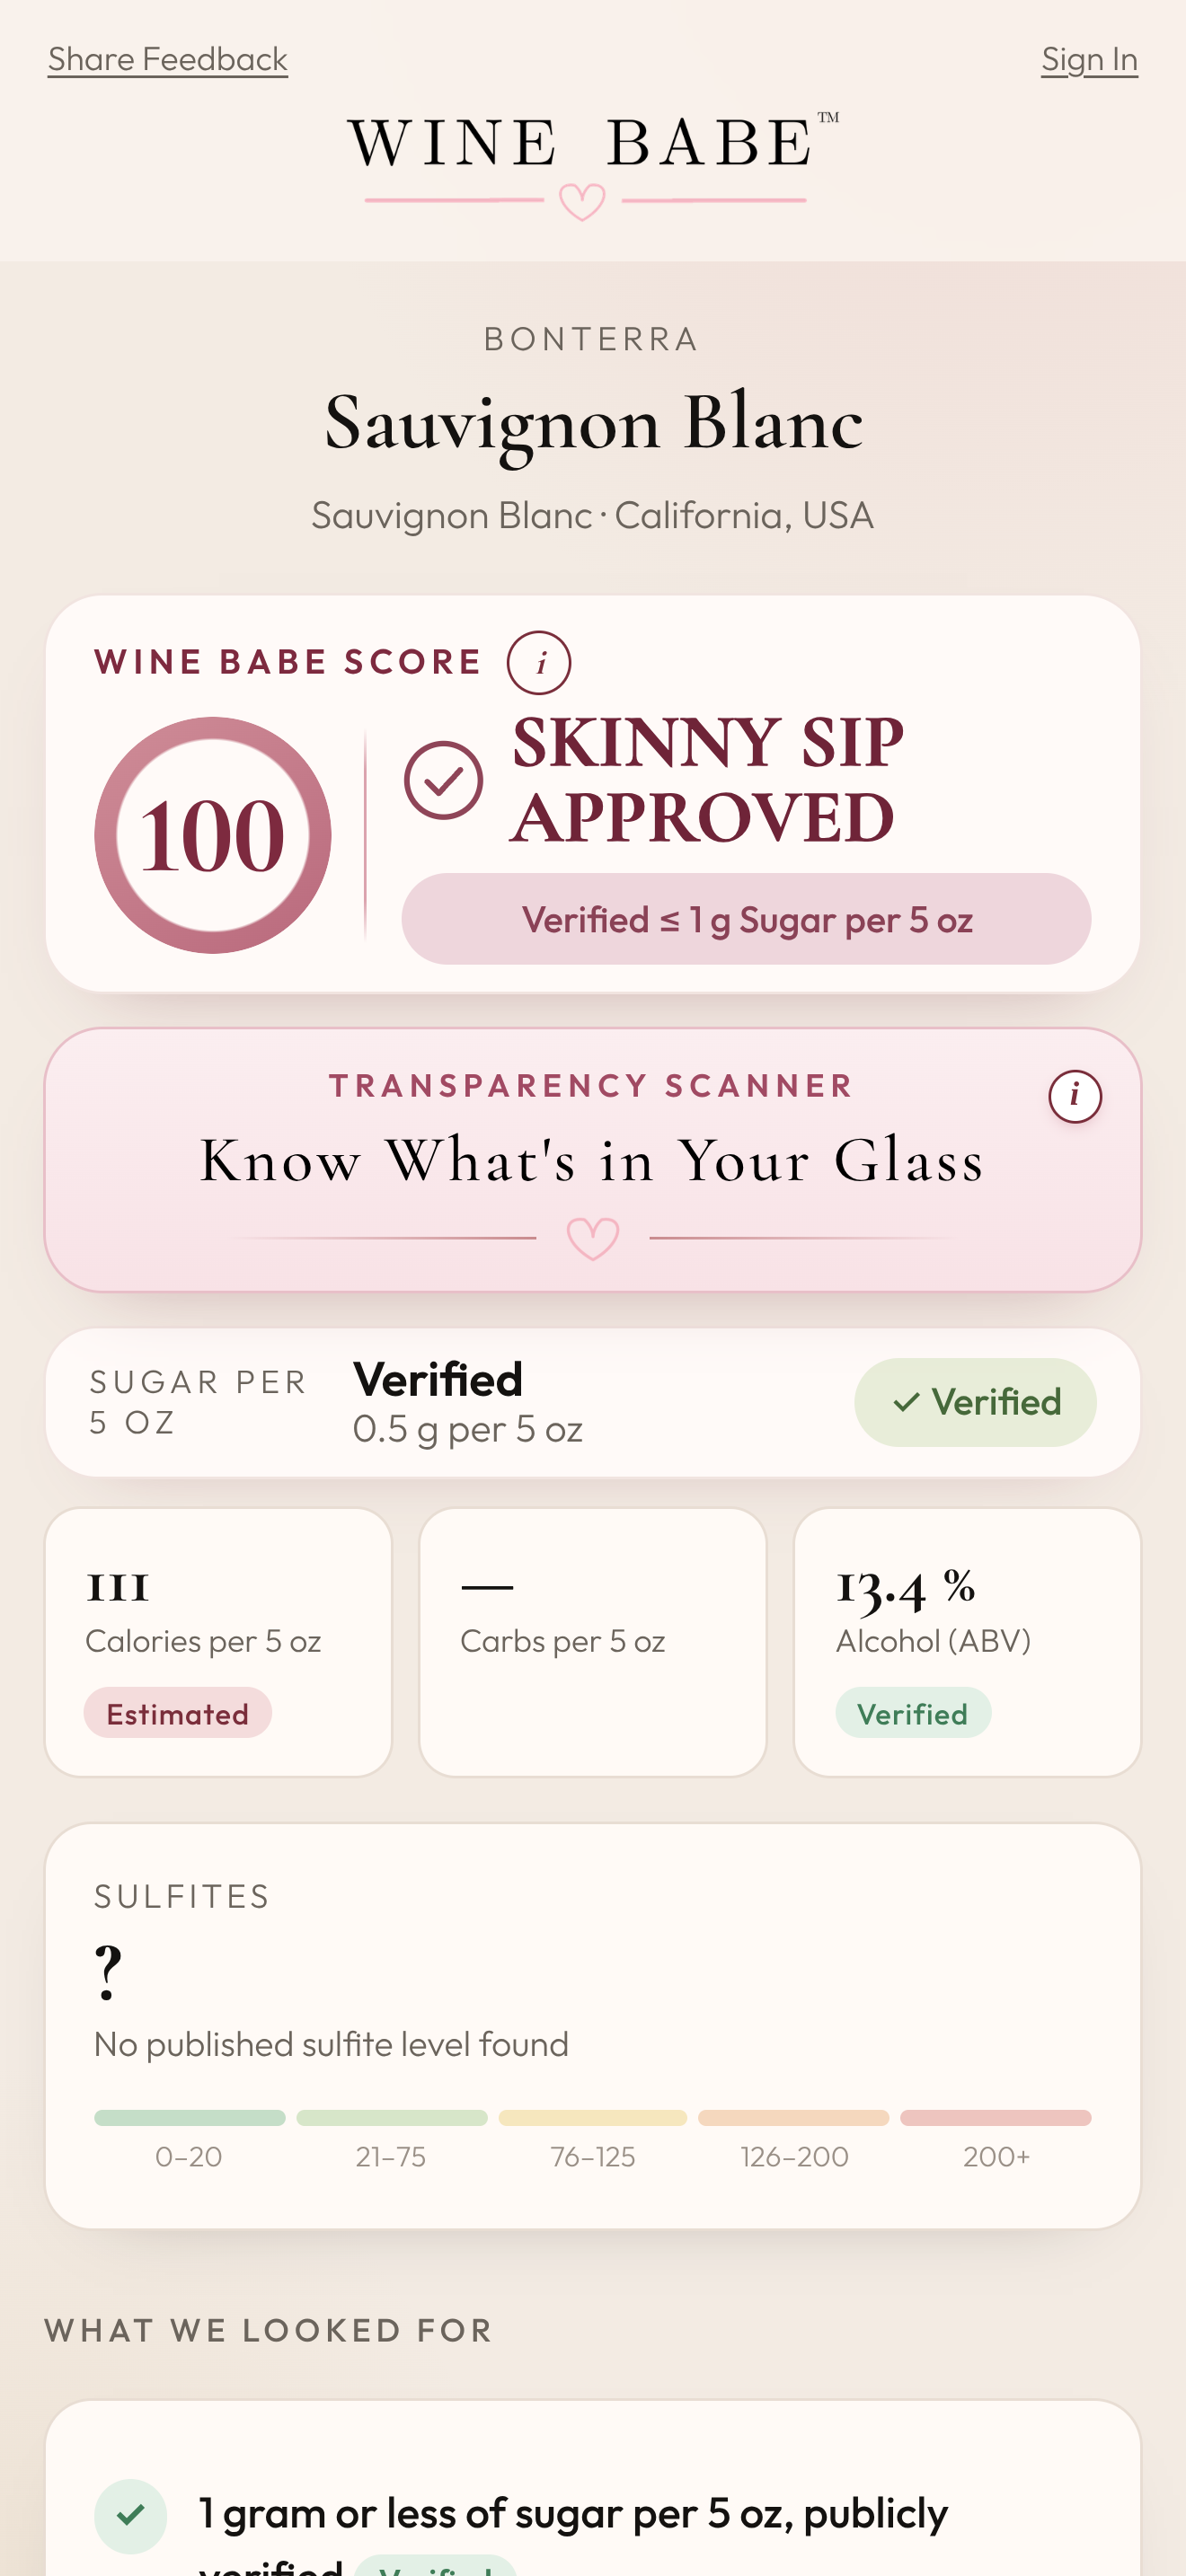 Share Feedback
Sign In
WINE BABE™
BONTERRA
Sauvignon Blanc
Sauvignon Blanc · California, USA
WINE BABE SCORE i
100
SKINNY SIP
APPROVED
Verified ≤ 1 g Sugar per 5 oz
TRANSPARENCY SCANNER
i
Know What's in Your Glass
SUGAR PER
5 OZ
Verified
0.5 g per 5 oz
✓ Verified
111
Calories per 5 oz
Estimated
—
Carbs per 5 oz
13.4 %
Alcohol (ABV)
Verified
SULFITES
?
No published sulfite level found
0–20
21–75
76–125
126–200
200+
WHAT WE LOOKED FOR
1 gram or less of sugar per 5 oz, publicly
verified Verified